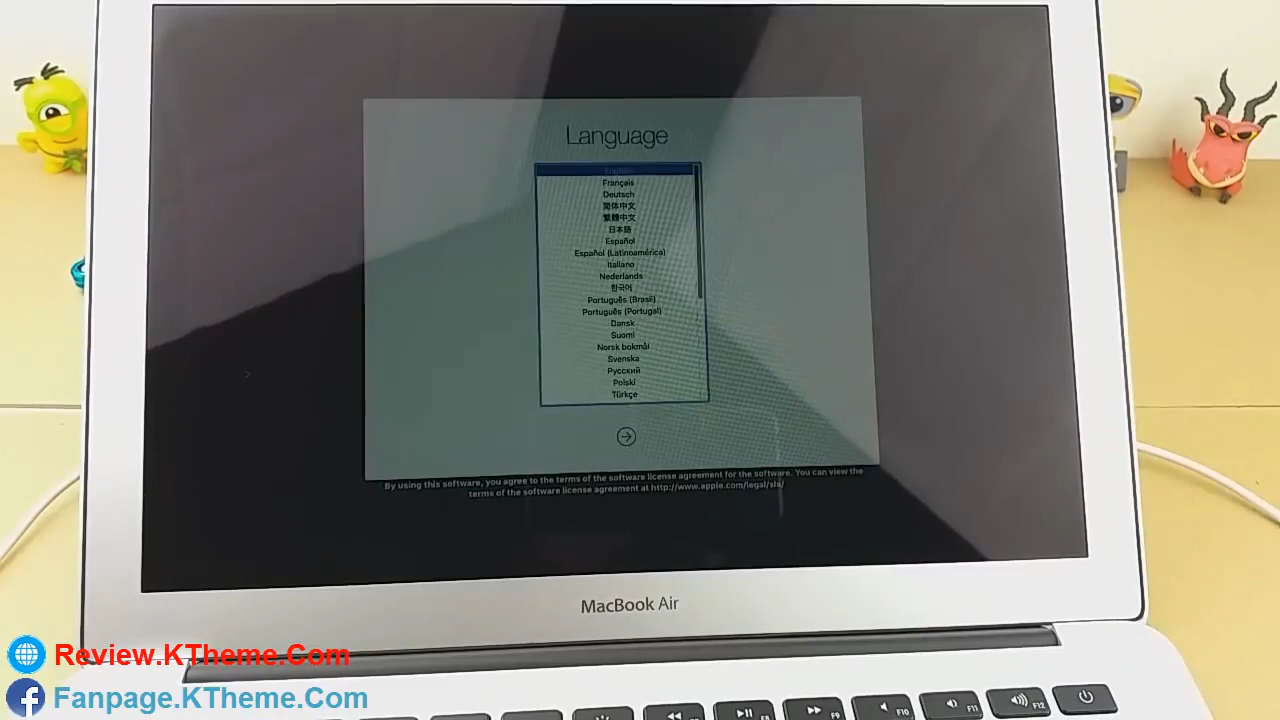 Language
English
Français
Deutsch
简体中文
繁體中文
日本語
Español
Español (Latinoamérica)
Italiano
Nederlands
한국어
Português (Brasil)
Português (Portugal)
Dansk
Suomi
Norsk bokmål
Svenska
Русский
Polski
Türkçe
By using this software, you agree to the terms of the software license agreement for the software. You can view the
terms of the software license agreement at http://www.apple.com/legal/sla/
MacBook Air
Review.KTheme.Com
Fanpage.KTheme.Com
F8
F9
F10
F11
F12